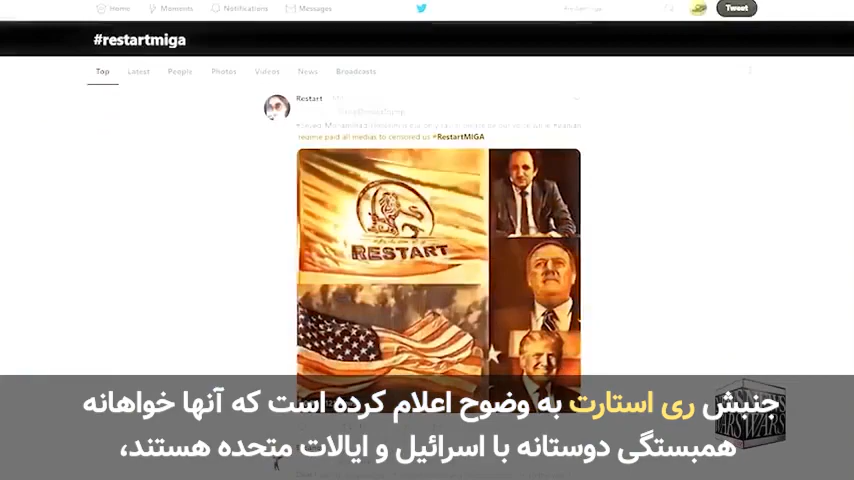 Home Moments Notifications Messages Tweet
#restartmiga
Top Latest People Photos Videos News Broadcasts
Restart
regime paid all medias to censored us #RestartMIGA
RESTART
جنبش ری استارت به وضوح اعلام کرده است که آنها خواهانه
همبستگی دوستانه با اسرائیل و ایالات متحده هستند،
WARS